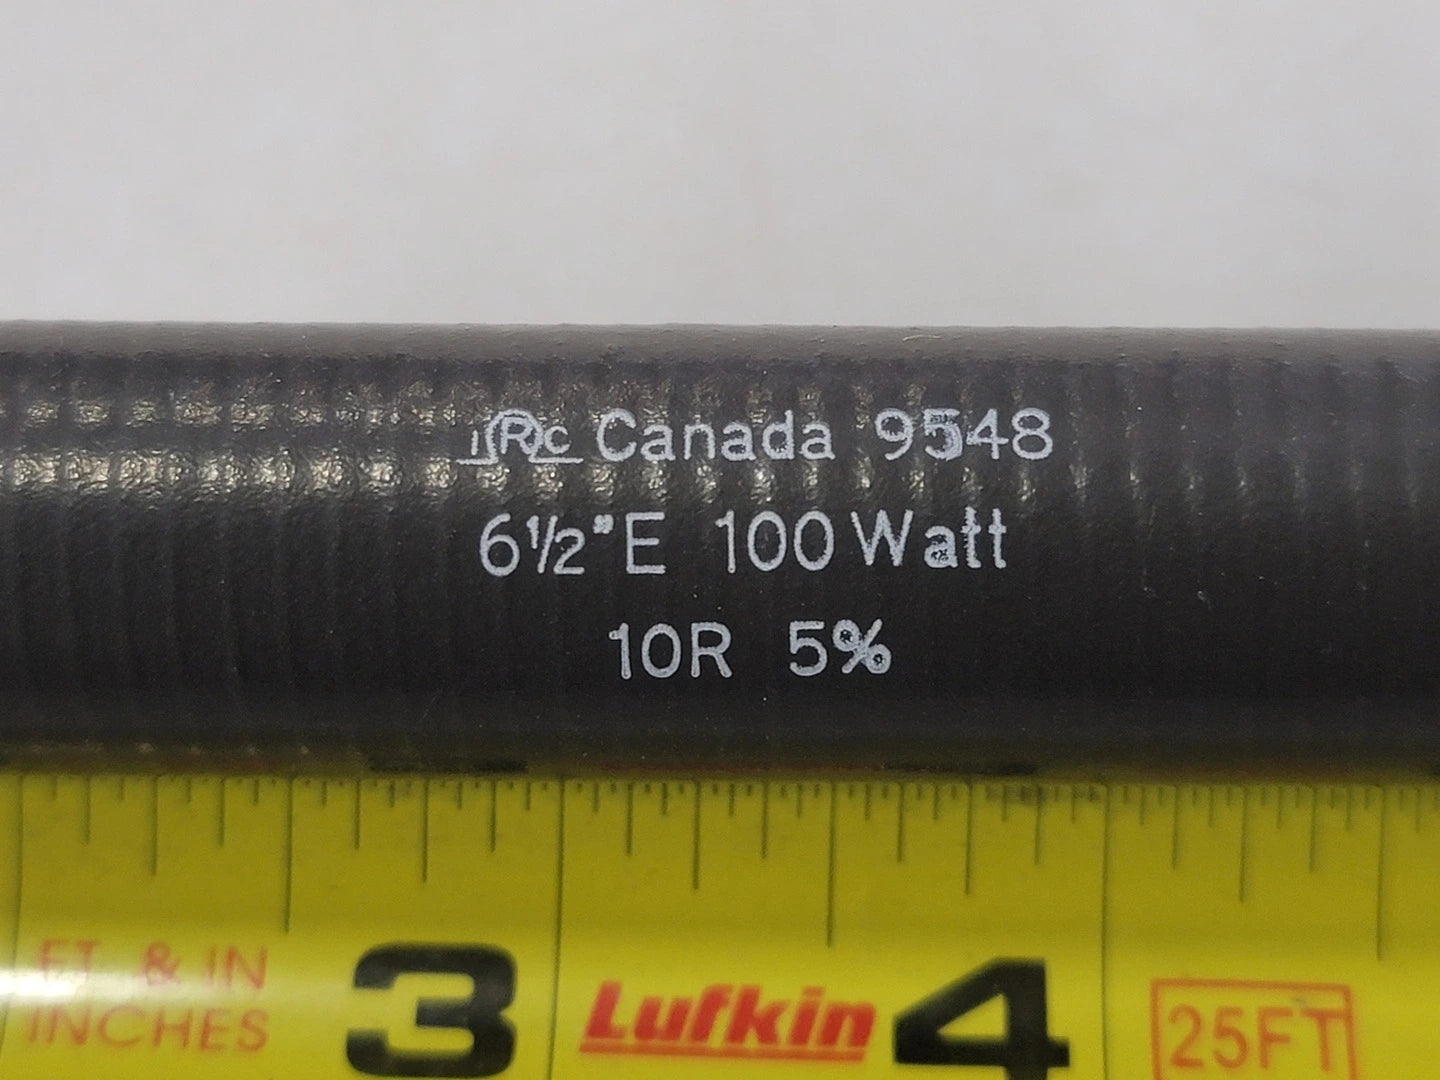 IRC Canada 9548
6½"E 100 Watt
10R 5%
FT. & IN
INCHES
3
Lufkin
4
25FT